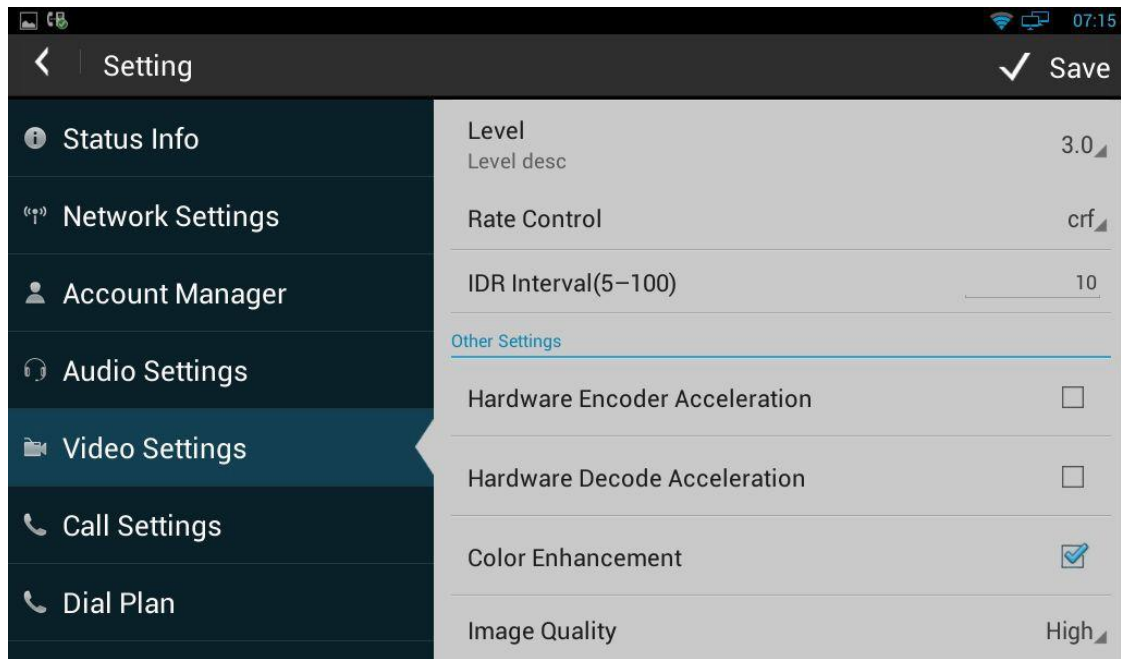 07:15
Setting
Save
Status Info
Network Settings
Account Manager
Audio Settings
Video Settings
Call Settings
Dial Plan
Level
Level desc
3.0
Rate Control
crf
IDR Interval(5–100)
10
Other Settings
Hardware Encoder Acceleration
Hardware Decode Acceleration
Color Enhancement
Image Quality
High